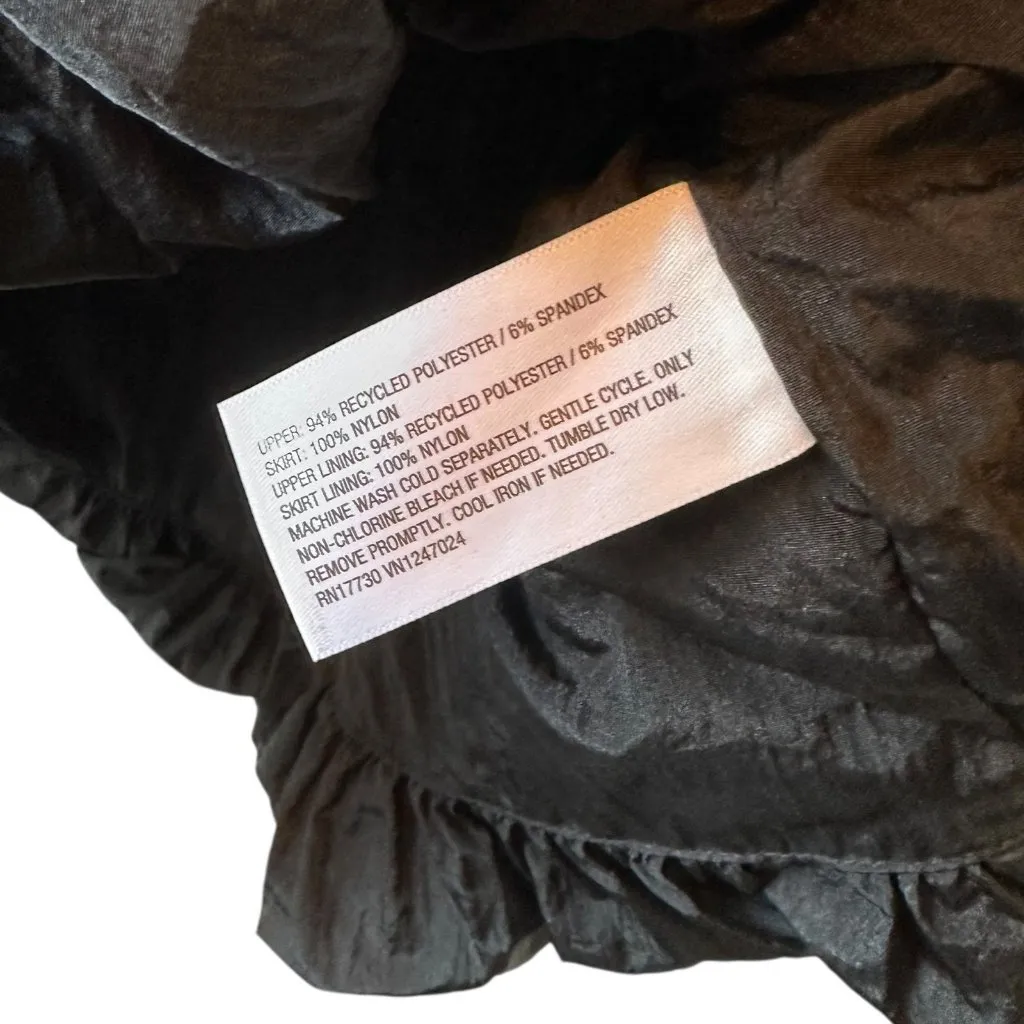 UPPER: 94% RECYCLED POLYESTER / 6% SPANDEX
SKIRT: 100% NYLON
UPPER LINING: 94% RECYCLED POLYESTER / 6% SPANDEX
SKIRT LINING: 100% NYLON
MACHINE WASH COLD SEPARATELY. GENTLE CYCLE. ONLY
NON-CHLORINE BLEACH IF NEEDED. TUMBLE DRY LOW.
REMOVE PROMPTLY. COOL IRON IF NEEDED.
RN17730 VN1247024